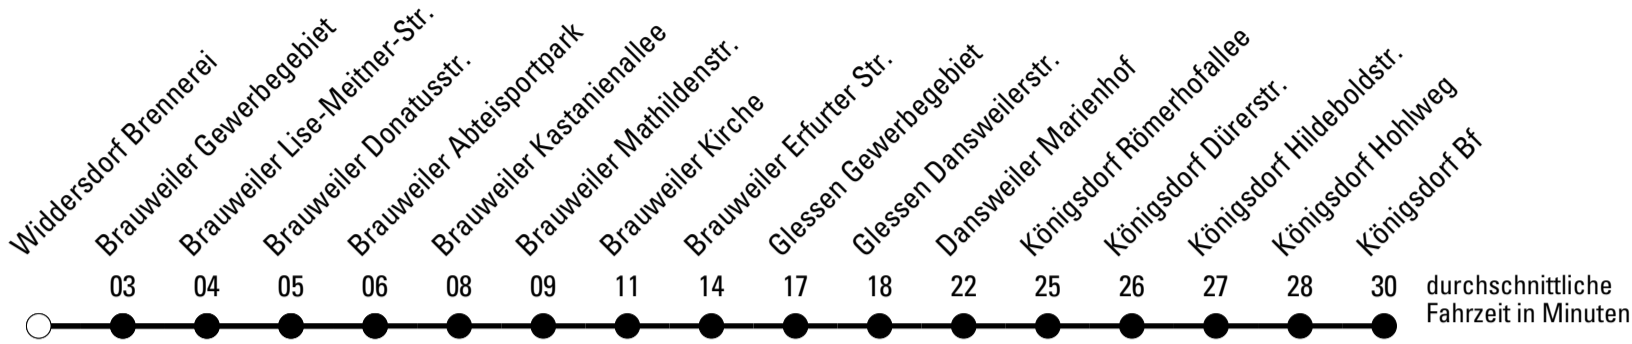 Widdersdorf Brennerei
Brauweiler Gewerbegebiet
Brauweiler Lise-Meitner-Str.
Brauweiler Donatusstr.
Brauweiler Abteisportpark
Brauweiler Kastanienallee
Brauweiler Mathildenstr.
Brauweiler Kirche
Brauweiler Erfurter Str.
Glessen Gewerbegebiet
Glessen Dansweilerstr.
Dansweiler Marienhof
Königsdorf Römerhofallee
Königsdorf Dürerstr.
Königsdorf Hildeboldstr.
Königsdorf Hohlweg
Königsdorf Bf
03 04 05 06 08 09 11 14 17 18 22 25 26 27 28 30
durchschnittliche
Fahrzeit in Minuten